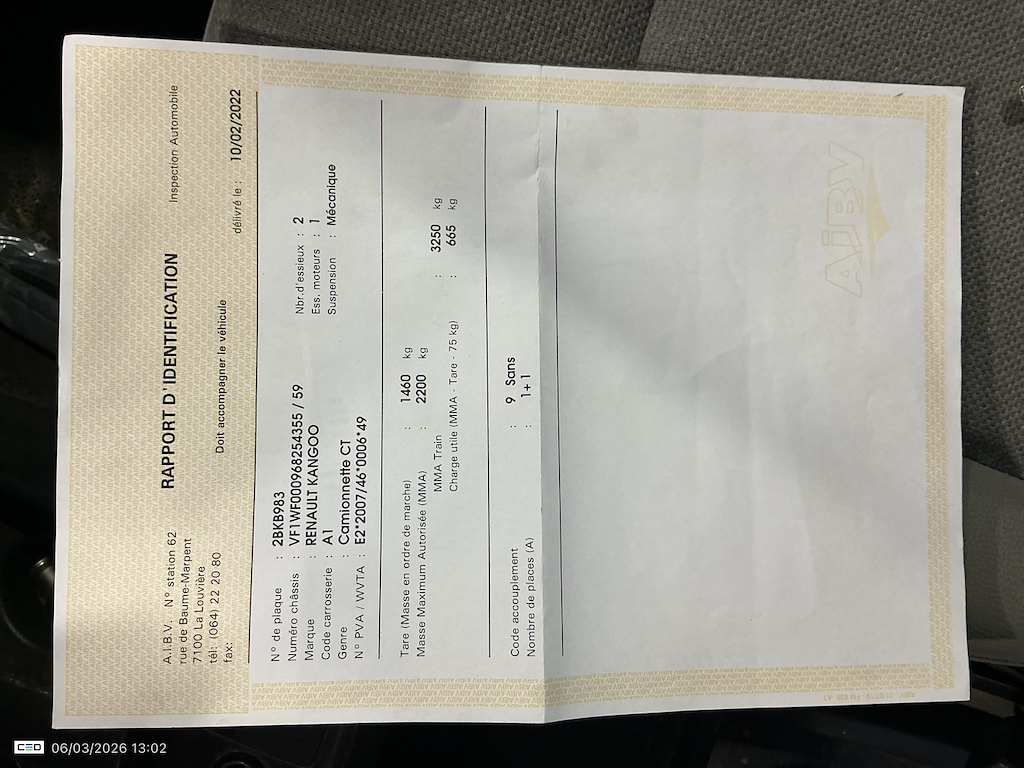 A.I.B.V. N° station 62
rue de Baume-Marpent
7100 La Louvière
tél: (064) 22 20 80
fax:
RAPPORT D'IDENTIFICATION
Inspection Automobile
Doit accompagner le véhicule
délivré le : 10/02/2022
N° de plaque : 2BKB983
Numéro châssis : VF1WF000968254355 / 59
Marque : RENAULT KANGOO
Code carrosserie : A1
Genre : Camionnette CT
N° PVA / WVTA : E2*2007/46*0006*49
Nbr.d'essieux : 2
Ess. moteurs : 1
Suspension : Mécanique
Tare (Masse en ordre de marche) : 1460 kg
Masse Maximum Autorisée (MMA) : 2200 kg
MMA Train : 3250 kg
Charge utile (MMA - Tare - 75 kg) : 665 kg
Code accouplement : 9 Sans
Nombre de places (A) : 1+1
AIBV
CEO 06/03/2026 13:02